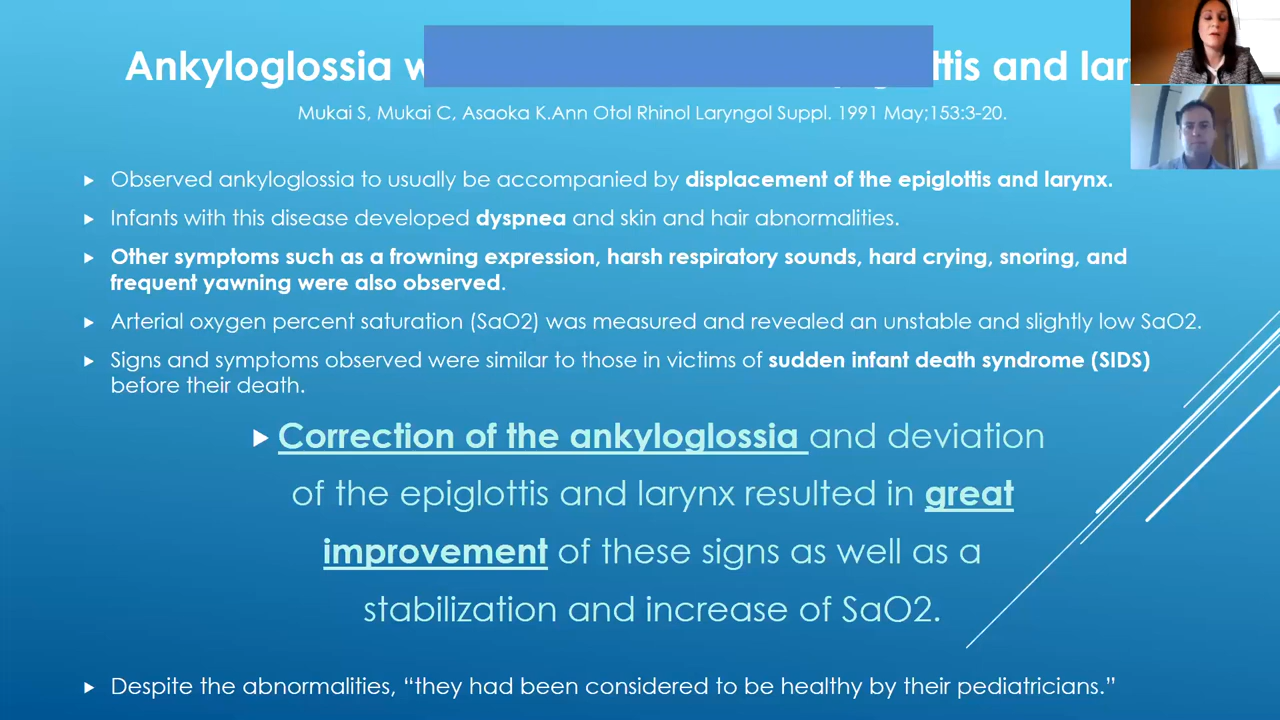 Ankyloglossia and
Mukai S, Mukai C, Asaoka K.Ann Otol Rhinol Laryngol Suppl. 1991 May;153:3-20.
Observed ankyloglossia to usually be accompanied by displacement of the epiglottis and larynx.
Infants with this disease developed dyspnea and skin and hair abnormalities.
Other symptoms such as a frowning expression, harsh respiratory sounds, hard crying, snoring, and
frequent yawning were also observed.
Arterial oxygen percent saturation (SaO2) was measured and revealed an unstable and slightly low SaO2.
Signs and symptoms observed were similar to those in victims of sudden infant death syndrome (SIDS)
before their death.
Correction of the ankyloglossia and deviation
of the epiglottis and larynx resulted in great
improvement of these signs as well as a
stabilization and increase of SaO2.
Despite the abnormalities, “they had been considered to be healthy by their pediatricians.”